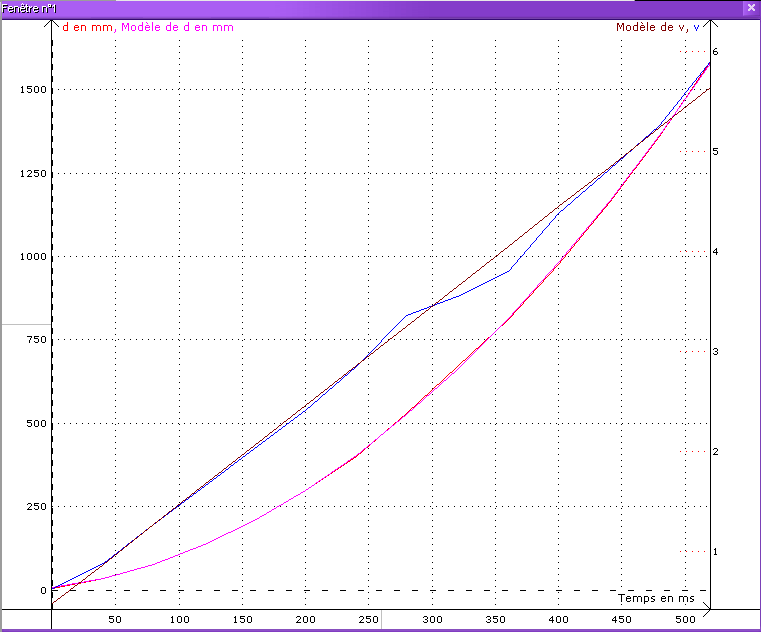 Fenêtre n°1
d en mm, Modèle de d en mm
Modèle de v, v
6
1500
5
1250
4
1000
3
750
2
500
250
1
0
Temps en ms
50 100 150 200 250 300 350 400 450 500